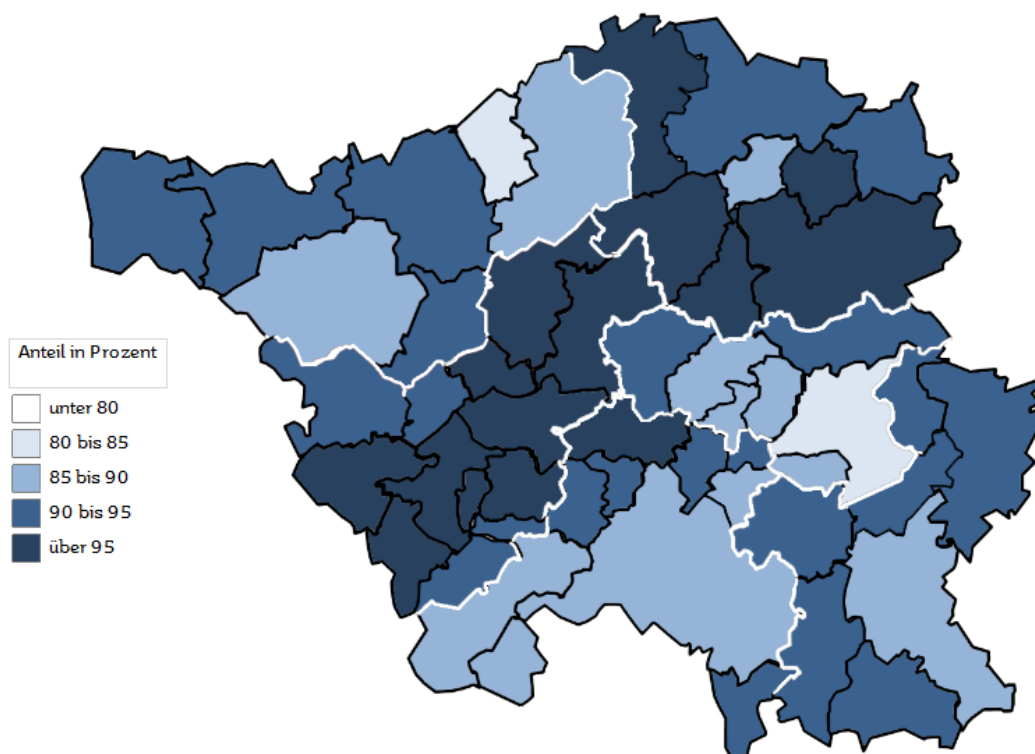 Anteil in Prozent
unter 80
80 bis 85
85 bis 90
90 bis 95
über 95